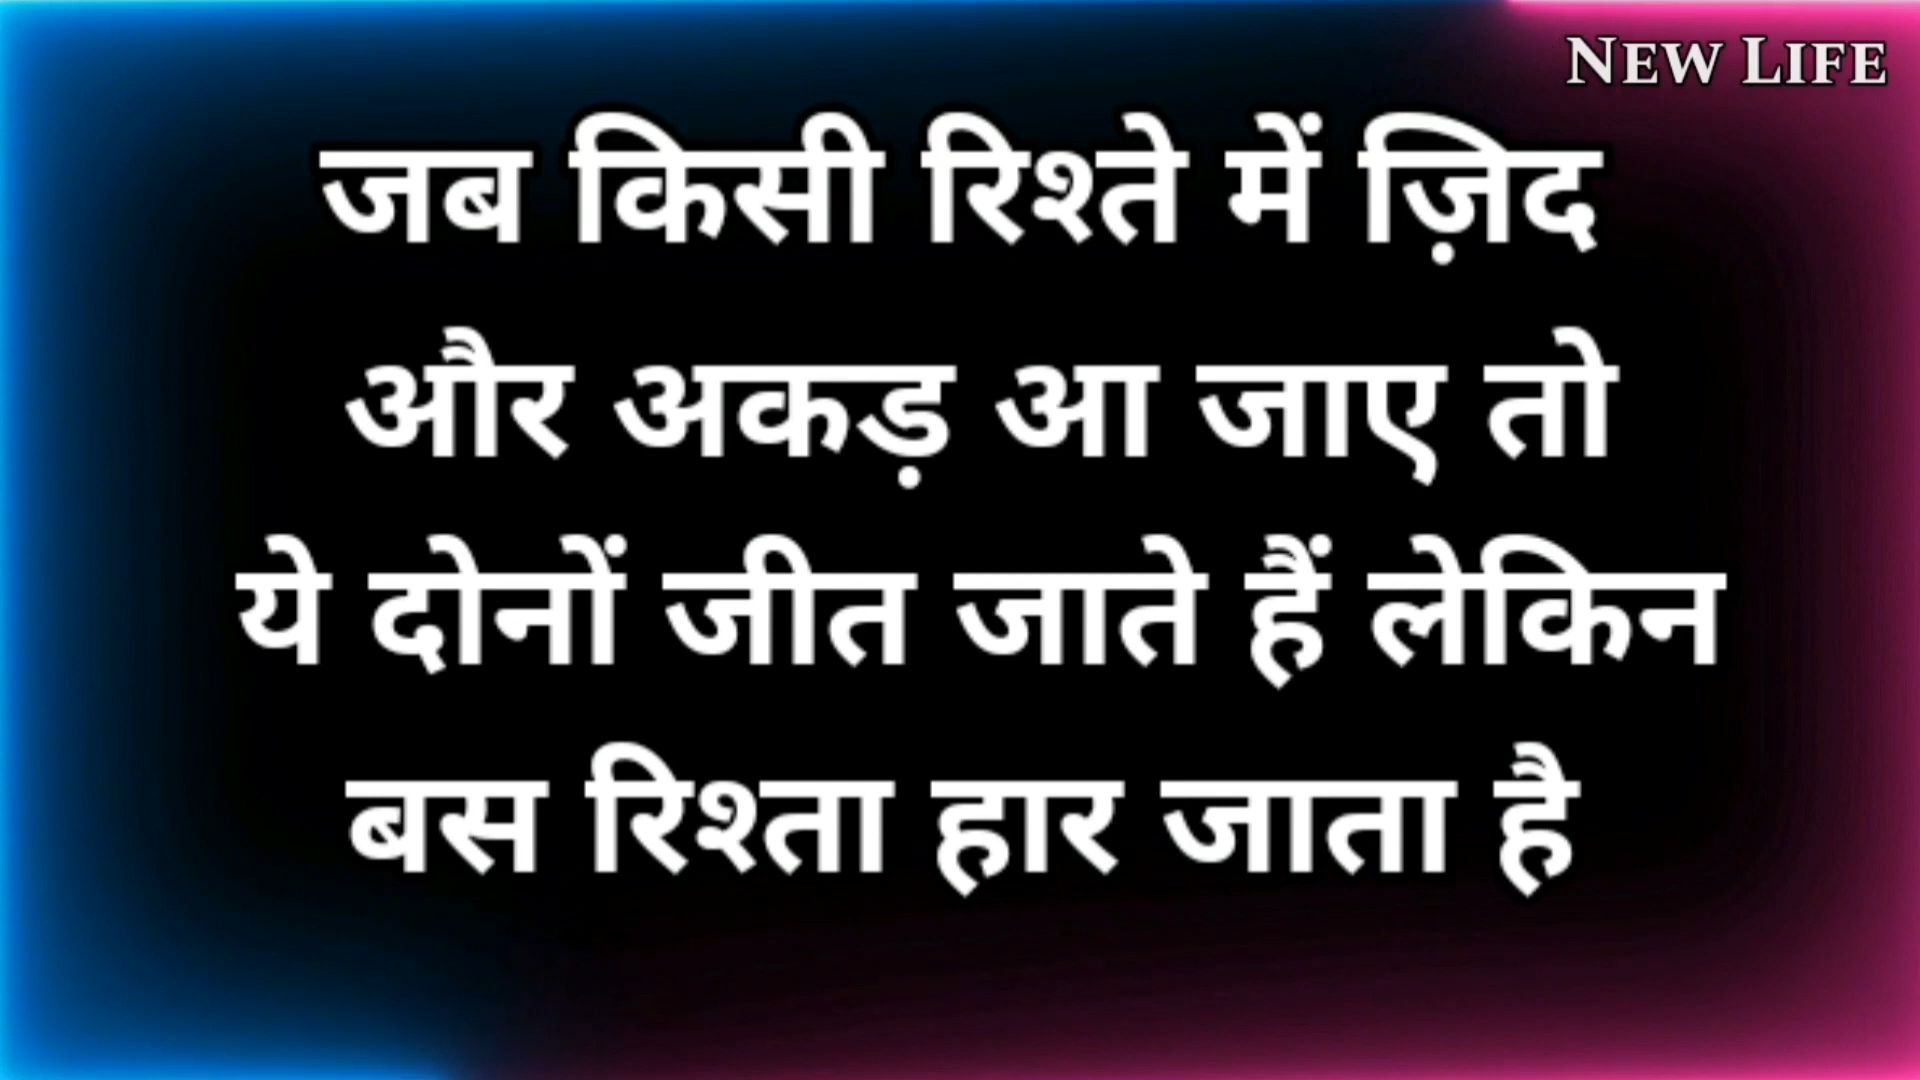 NEW LIFE
जब किसी रिश्ते में ज़िद
और अकड़ आ जाए तो
ये दोनों जीत जाते हैं लेकिन
बस रिश्ता हार जाता है